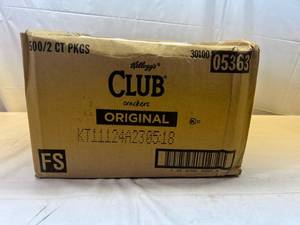 500/2 CT PKGS
30100 05363
Kellogg's
CLUB
crackers
ORIGINAL
KT11124A230518
FS